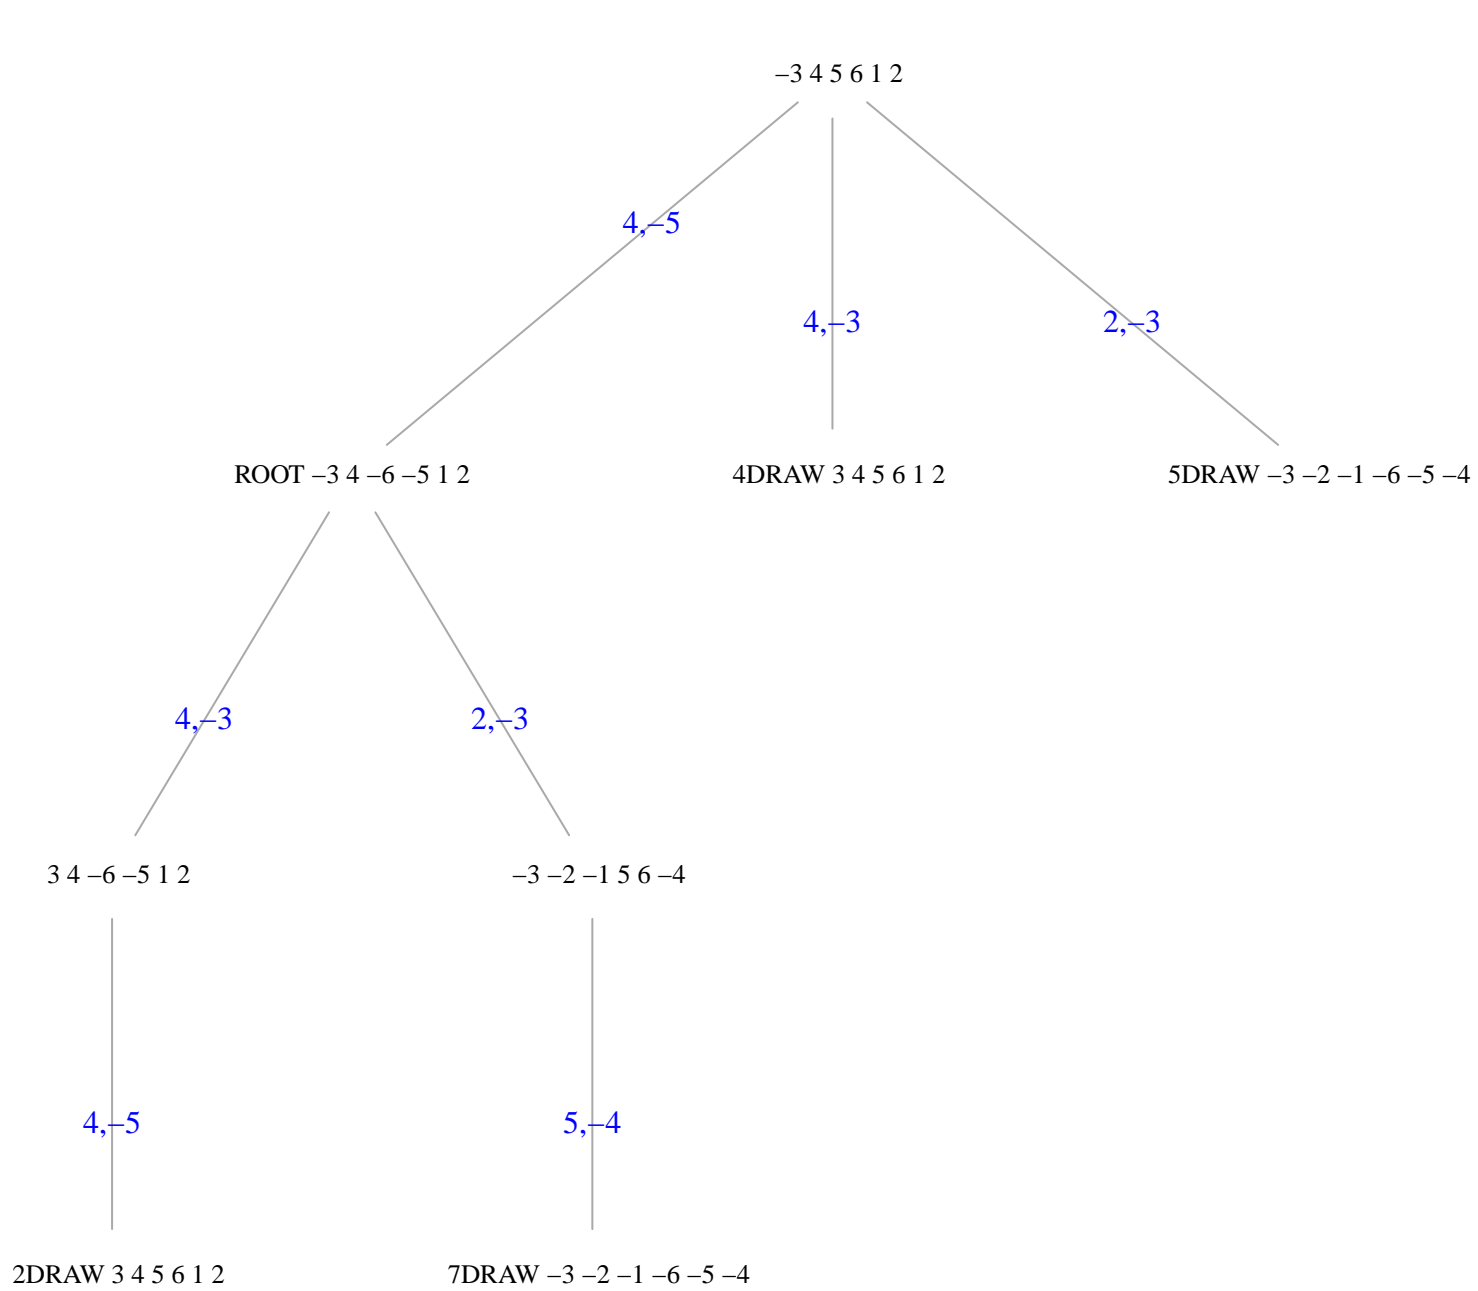 –3 4 5 6 1 2
4,–5
4,–3
2,–3
ROOT –3 4 –6 –5 1 2
4DRAW 3 4 5 6 1 2
5DRAW –3 –2 –1 –6 –5 –4
4,–3
2,–3
3 4 –6 –5 1 2
–3 –2 –1 5 6 –4
4,–5
5,–4
2DRAW 3 4 5 6 1 2
7DRAW –3 –2 –1 –6 –5 –4